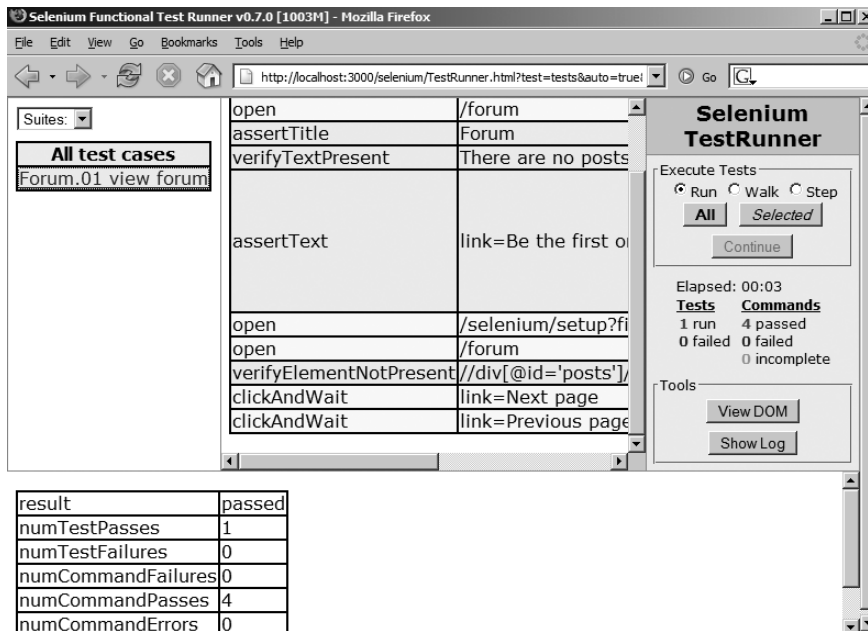 Selenium Functional Test Runner v0.7.0 [1003M] - Mozilla Firefox
File Edit View Go Bookmarks Tools Help
http://localhost:3000/selenium/TestRunner.html?test=tests&auto=true
Go
G
Suites:
All test cases
Forum.01 view forum
open /forum
assertTitle Forum
verifyTextPresent There are no posts
assertText link=Be the first
open /selenium/setup?fi
open /forum
verifyElementNotPresent //div[@id='posts']/
clickAndWait link=Next page
clickAndWait link=Previous page
Selenium
TestRunner
Execute Tests
Run Walk Step
All Selected
Continue
Elapsed: 00:03
Tests Commands
1 run 4 passed
0 failed 0 failed
0 incomplete
Tools
View DOM
Show Log
result passed
numTestPasses 1
numTestFailures 0
numCommandFailures 0
numCommandPasses 4
numCommandErrors 0